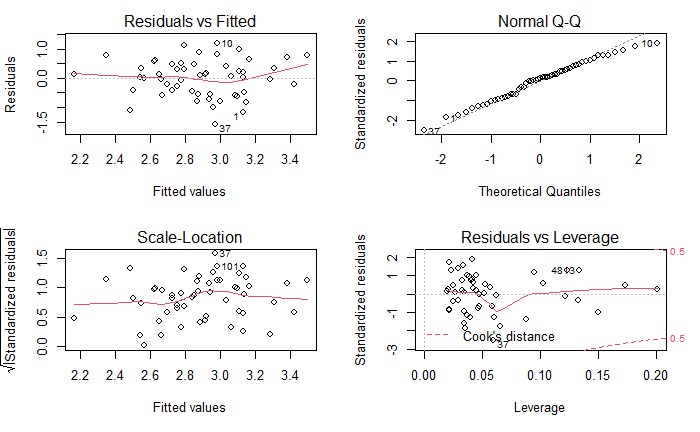 Residuals vs Fitted
Residuals
-1.5 0.0 1.0
10
1
37
2.2 2.4 2.6 2.8 3.0 3.2 3.4
Fitted values
Normal Q-Q
Standardized residuals
-2 0 1 2
10
1
37
-2 -1 0 1 2
Theoretical Quantiles
Scale-Location
√|Standardized residuals|
0.0 0.5 1.0 1.5
37
101
2.2 2.4 2.6 2.8 3.0 3.2 3.4
Fitted values
Residuals vs Leverage
Standardized residuals
-3 -1 1 2
0.5
0.5
48
3
37
Cook's distance
0.00 0.05 0.10 0.15 0.20
Leverage